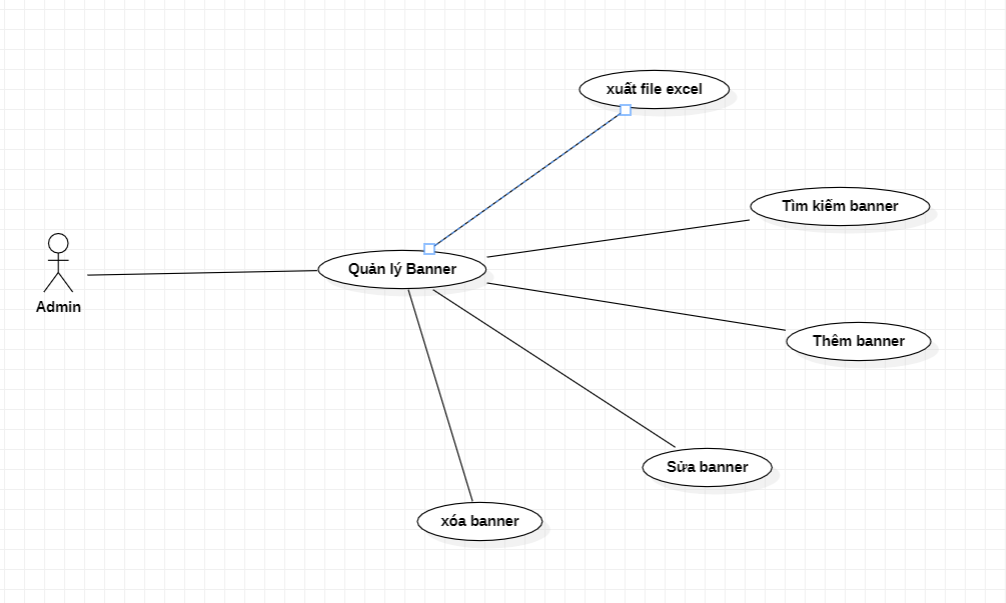 xuất file excel
Tìm kiếm banner
Quản lý Banner
Admin
Thêm banner
Sửa banner
xóa banner